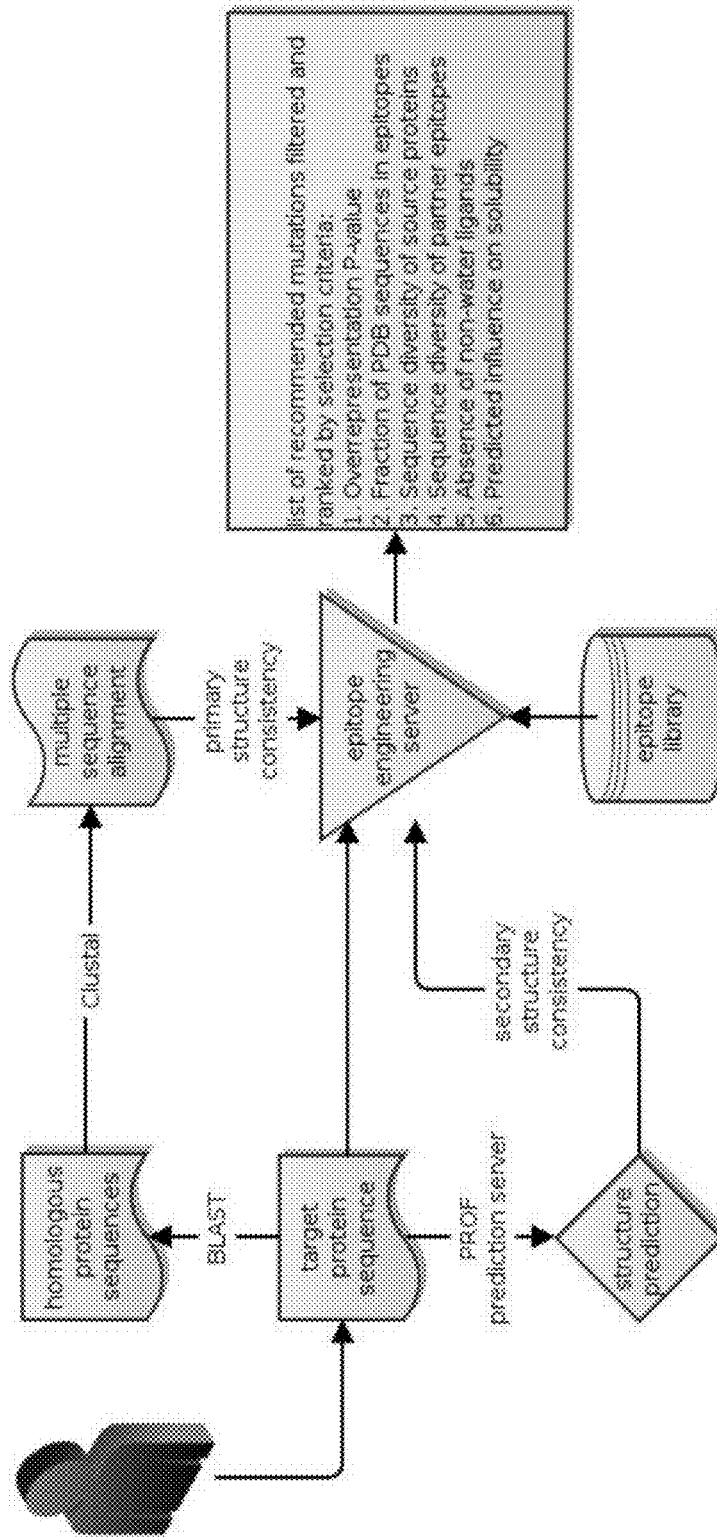 homologous
protein
sequences
Clustal
multiple
sequence
alignment
BLAST
primary
structure
consistency
target
protein
sequence
epitope
engineering
server
list of recommended mutations filtered and
ranked by selection criteria:
1. Overrepresentation P-value
2. Fraction of PDB sequences in epitopes
3. Sequence diversity of source proteins
4. Sequence diversity of partner epitopes
5. Absence of non-water ligands
6. Predicted influence on solubility
PROF
prediction server
secondary
structure
consistency
structure
prediction
epitope
library